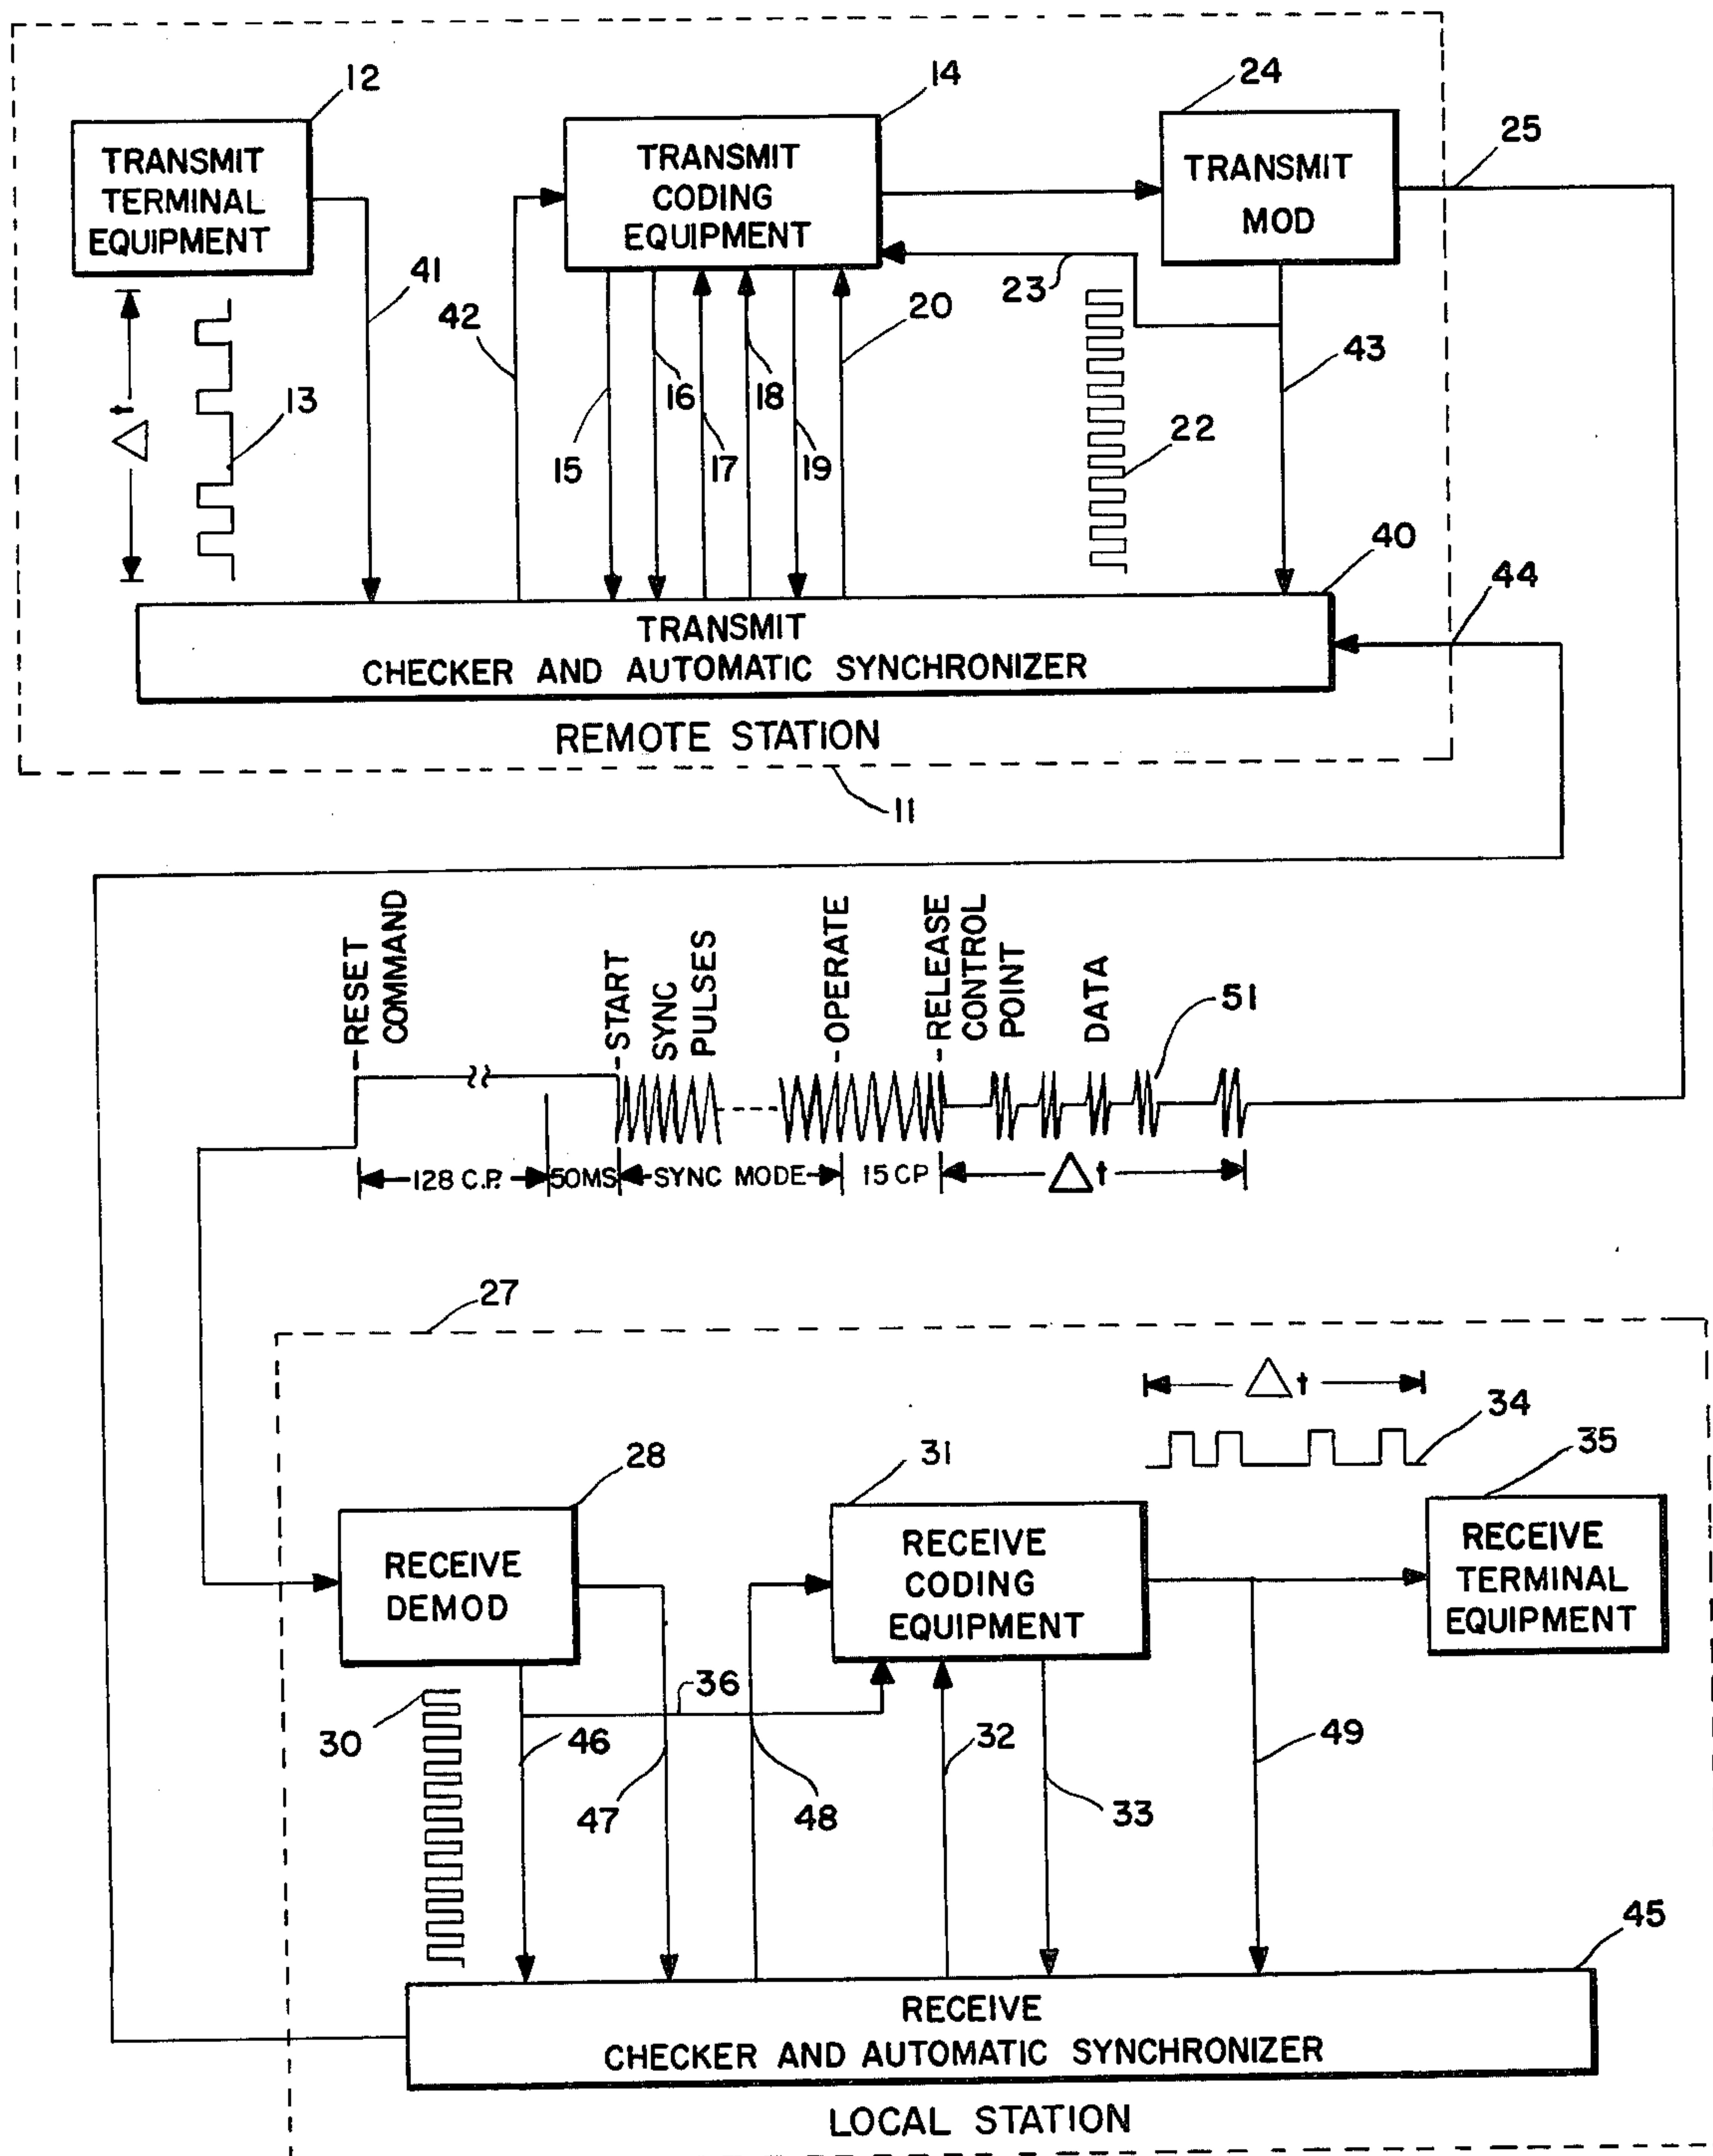 12
14
24
25
TRANSMIT
TERMINAL
EQUIPMENT
TRANSMIT
CODING
EQUIPMENT
TRANSMIT
MOD
41
42
23
20
43
Δt
13
15
16
17
18
19
22
40
44
TRANSMIT
CHECKER AND AUTOMATIC SYNCHRONIZER
REMOTE STATION
11
RESET
COMMAND
START
SYNC
PULSES
OPERATE
RELEASE
CONTROL
POINT
DATA
51
128 C.P.
50MS
SYNC MODE
15 CP
Δt
27
Δt
34
28
31
35
RECEIVE
DEMOD
RECEIVE
CODING
EQUIPMENT
RECEIVE
TERMINAL
EQUIPMENT
30
46
36
47
48
32
33
49
45
RECEIVE
CHECKER AND AUTOMATIC SYNCHRONIZER
LOCAL STATION